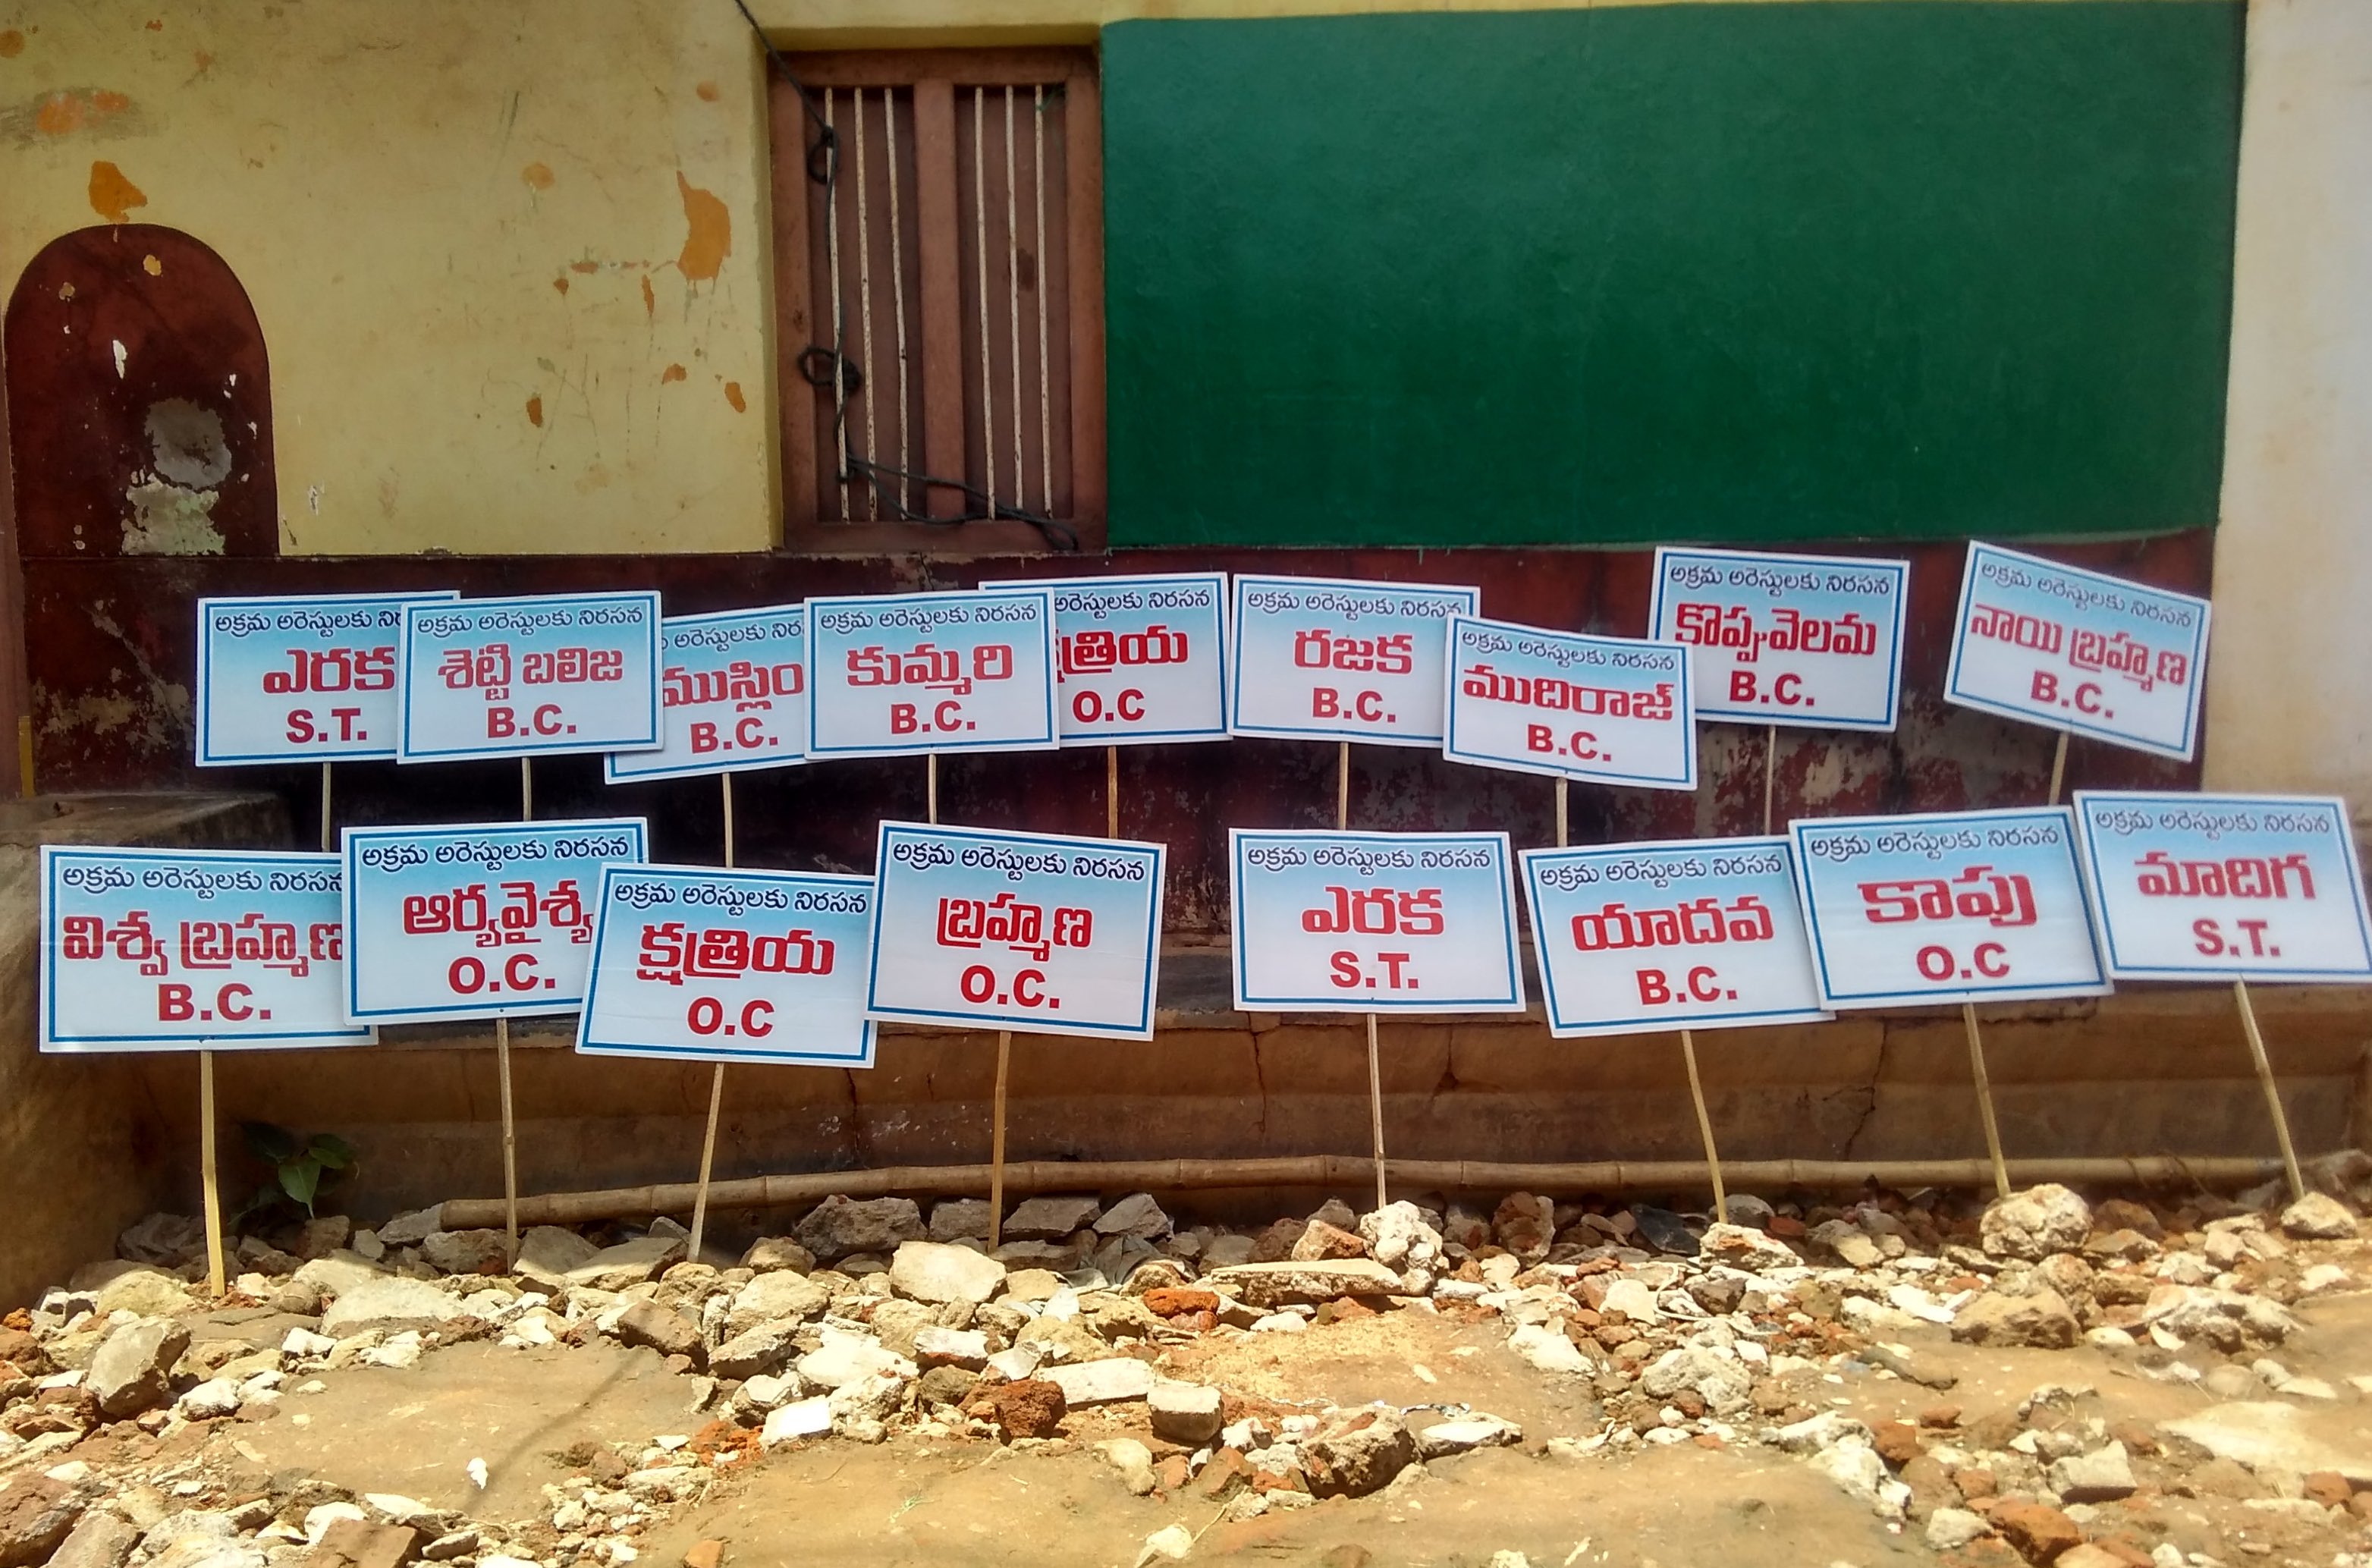 అక్రమ అరెస్టులకు
ఎరక
S.T.
అక్రమ అరెస్టులకు నిరసన
శెట్టి బలిజ
B.C.
అరెస్టులకు
ముస్లిం
B.C.
అక్రమ అరెస్టులకు నిరసన
కుమ్మరి
B.C.
అరెస్టులకు నిరసన
O.C
అక్రమ అరెస్టులకు నిరసన
రజక
B.C.
అక్రమ అరెస్టులకు నిరసన
ముదిరాజ్
B.C.
అక్రమ అరెస్టులకు నిరసన
కొప్పువెలమ
B.C.
అక్రమ అరెస్టులకు నిరసన
నాయి బ్రహ్మణ
B.C.
అక్రమ అరెస్టులకు నిరసన
విశ్వ బ్రహ్మణ
B.C.
అక్రమ అరెస్టులకు నిరసన
ఆర్యవైశ్య
O.C.
అక్రమ అరెస్టులకు నిరసన
క్షత్రియ
O.C
అక్రమ అరెస్టులకు నిరసన
బ్రహ్మణ
O.C.
అక్రమ అరెస్టులకు నిరసన
ఎరక
S.T.
అక్రమ అరెస్టులకు నిరసన
యాదవ
B.C.
అక్రమ అరెస్టులకు నిరసన
కాపు
O.C
అక్రమ అరెస్టులకు నిరసన
మాదిగ
S.T.